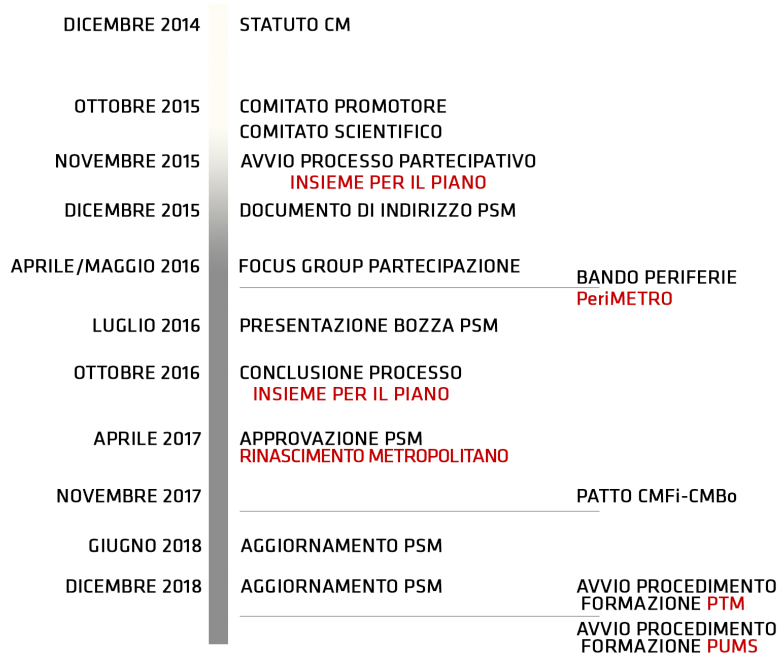 DICEMBRE 2014 STATUTO CM
OTTOBRE 2015 COMITATO PROMOTORE
COMITATO SCIENTIFICO
NOVEMBRE 2015 AVVIO PROCESSO PARTECIPATIVO
INSIEME PER IL PIANO
DICEMBRE 2015 DOCUMENTO DI INDIRIZZO PSM
APRILE/MAGGIO 2016 FOCUS GROUP PARTECIPAZIONE
BANDO PERIFERIE
PeriMETRO
LUGLIO 2016 PRESENTAZIONE BOZZA PSM
OTTOBRE 2016 CONCLUSIONE PROCESSO
INSIEME PER IL PIANO
APRILE 2017 APPROVAZIONE PSM
RINASCIMENTO METROPOLITANO
NOVEMBRE 2017 PATTO CMFi-CMBo
GIUGNO 2018 AGGIORNAMENTO PSM
DICEMBRE 2018 AGGIORNAMENTO PSM AVVIO PROCEDIMENTO
FORMAZIONE PTM
AVVIO PROCEDIMENTO
FORMAZIONE PUMS